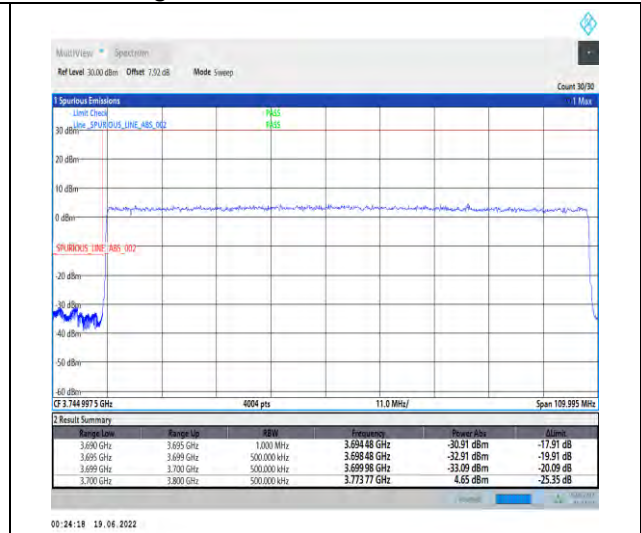 MultiView Spectrum
Ref Level 30.00 dBm Offset 7.92 dB Mode Sweep
Count 30/30
1 Spurious Emissions 1 Max
Limit Check PASS
Line _SPURIOUS_LINE_ABS_002 PASS
30 dBm
20 dBm
10 dBm
0 dBm
_SPURIOUS_LINE_ABS_002
-20 dBm
-30 dBm
-40 dBm
-50 dBm
-60 dBm
CF 3.744 997 5 GHz 4004 pts 11.0 MHz/ Span 109.995 MHz
2 Result Summary
Range Low Range Up RBW Frequency Power Abs ΔLimit
3.690 GHz 3.695 GHz 1.000 MHz 3.694 48 GHz -30.91 dBm -17.91 dB
3.695 GHz 3.699 GHz 500.000 kHz 3.698 48 GHz -32.91 dBm -19.91 dB
3.699 GHz 3.700 GHz 500.000 kHz 3.699 98 GHz -33.09 dBm -20.09 dB
3.700 GHz 3.800 GHz 500.000 kHz 3.773 77 GHz 4.65 dBm -25.35 dB
00:24:18 19.06.2022